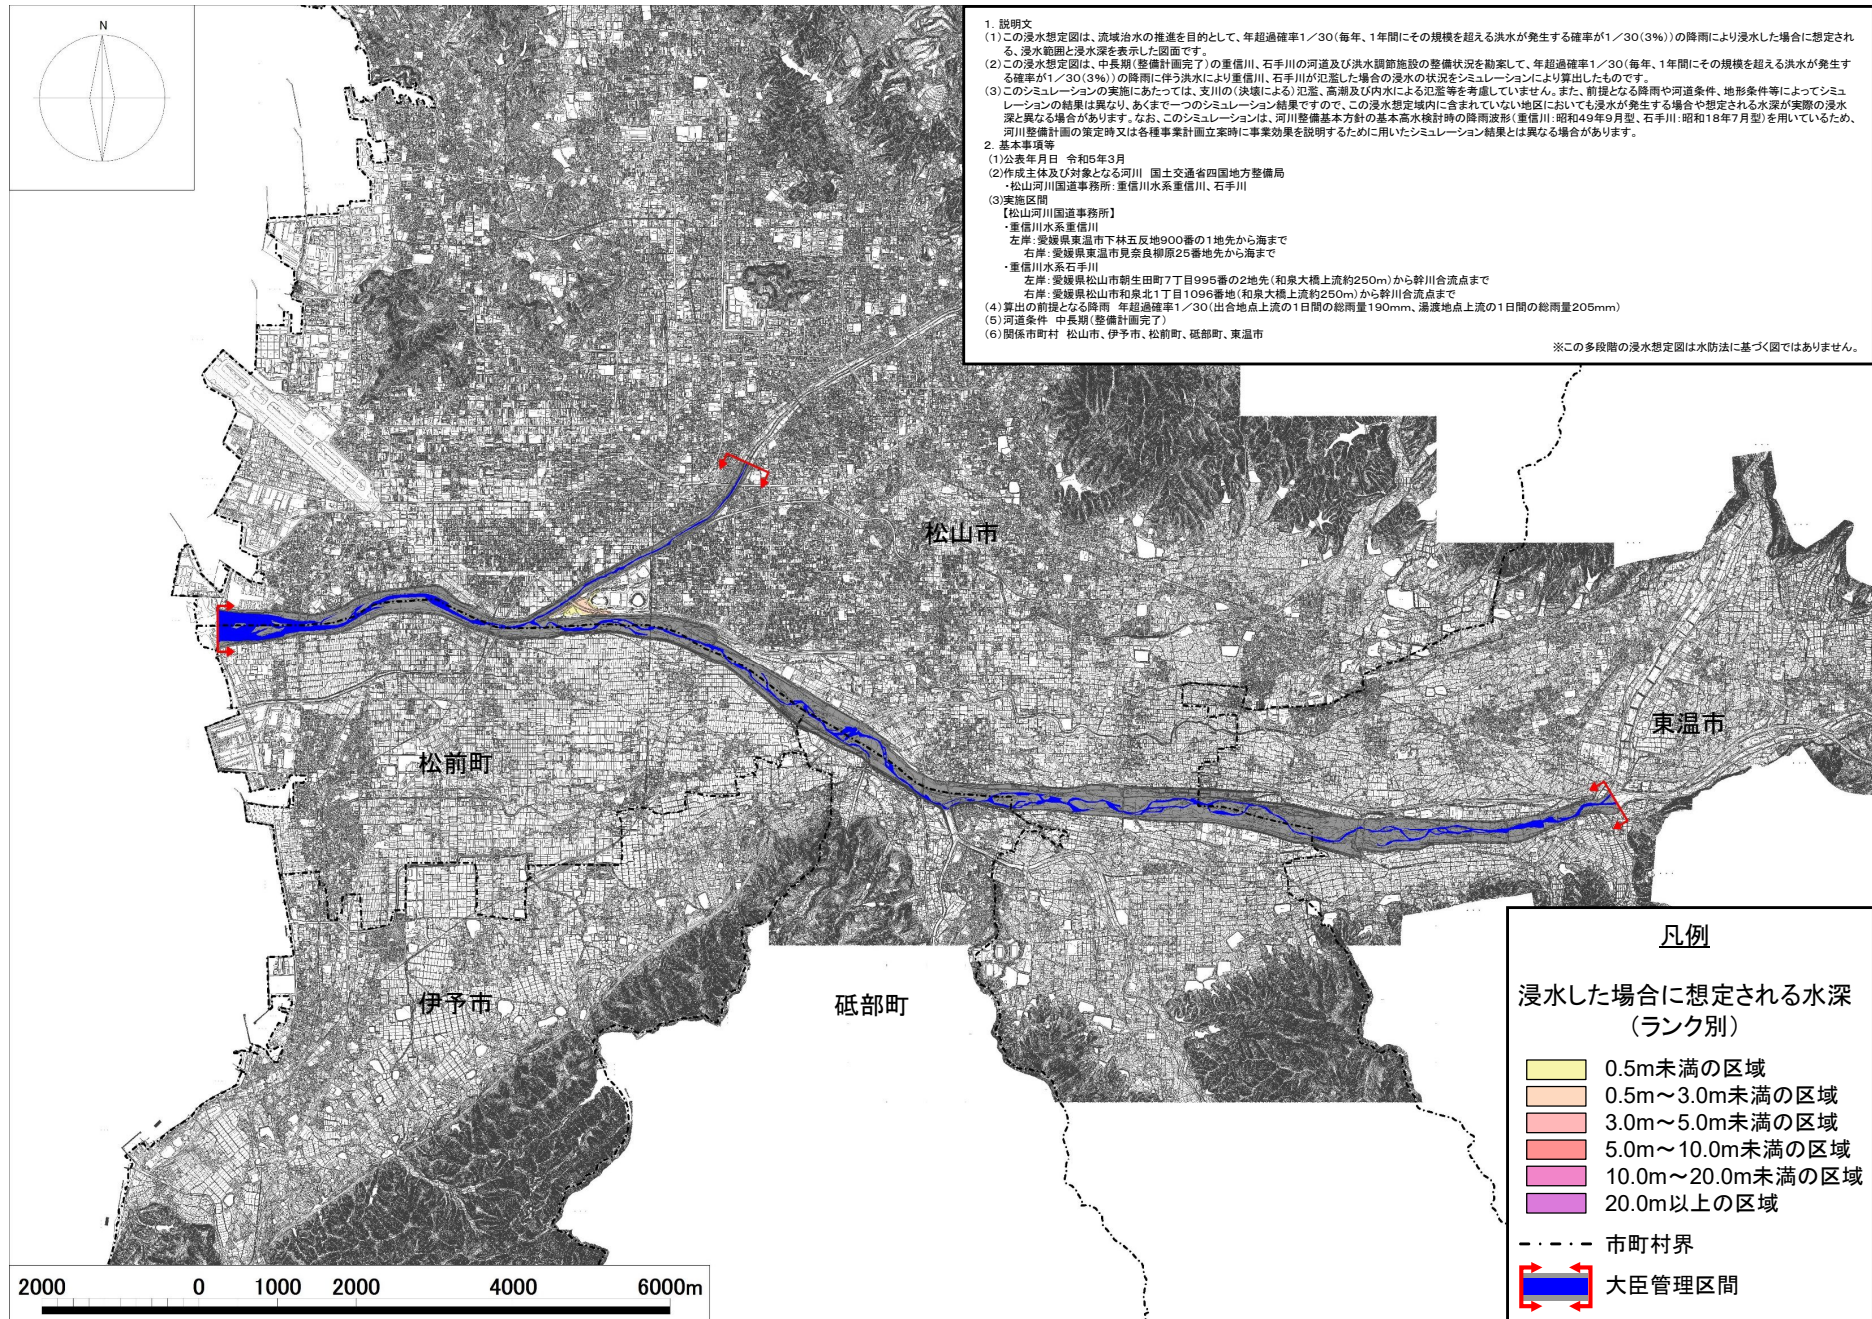 N
1. 説明文
(1)この浸水想定図は、流域治水の推進を目的として、年超過確率1／30(毎年、1年間にその規模を超える洪水が発生する確率が1／30(3%))の降雨により浸水した場合に想定され
る、浸水範囲と浸水深を表示した図面です。
(2)この浸水想定図は、中長期(整備計画完了)の重信川、石手川の河道及び洪水調節施設の整備状況を勘案して、年超過確率1／30(毎年、1年間にその規模を超える洪水が発生す
る確率が1／30(3%))の降雨に伴う洪水により重信川、石手川が氾濫した場合の浸水の状況をシミュレーションにより算出したものです。
(3)このシミュレーションの実施にあたっては、支川の(決壊による)氾濫、高潮及び内水による氾濫等を考慮していません。また、前提となる降雨や河道条件、地形条件等によってシミュ
レーションの結果は異なり、あくまで一つのシミュレーション結果ですので、この浸水想定域内に含まれていない地区においても浸水が発生する場合や想定される水深が実際の浸水
深と異なる場合があります。なお、このシミュレーションは、河川整備基本方針の基本高水検討時の降雨波形(重信川:昭和49年9月型、石手川:昭和18年7月型)を用いているため、
河川整備計画の策定時又は各種事業計画立案時に事業効果を説明するために用いたシミュレーション結果とは異なる場合があります。
2. 基本事項等
(1)公表年月日 令和5年3月
(2)作成主体及び対象となる河川 国土交通省四国地方整備局
・松山河川国道事務所:重信川水系重信川、石手川
(3)実施区間
【松山河川国道事務所】
・重信川水系重信川
左岸:愛媛県東温市下林五反地900番の1地先から海まで
右岸:愛媛県東温市見奈良柳原25番地先から海まで
・重信川水系石手川
左岸:愛媛県松山市朝生田町7丁目995番の2地先(和泉大橋上流約250m)から幹川合流点まで
右岸:愛媛県松山市和泉北1丁目1096番地(和泉大橋上流約250m)から幹川合流点まで
(4)算出の前提となる降雨 年超過確率1／30(出合地点上流の1日間の総雨量190mm、湯渡地点上流の1日間の総雨量205mm)
(5)河道条件 中長期(整備計画完了)
(6)関係市町村 松山市、伊予市、松前町、砥部町、東温市
※この多段階の浸水想定図は水防法に基づく図ではありません。
松山市
東温市
松前町
伊予市
砥部町
凡例
浸水した場合に想定される水深
(ランク別)
0.5m未満の区域
0.5m～3.0m未満の区域
3.0m～5.0m未満の区域
5.0m～10.0m未満の区域
10.0m～20.0m未満の区域
20.0m以上の区域
市町村界
大臣管理区間
2000 0 1000 2000 4000 6000m